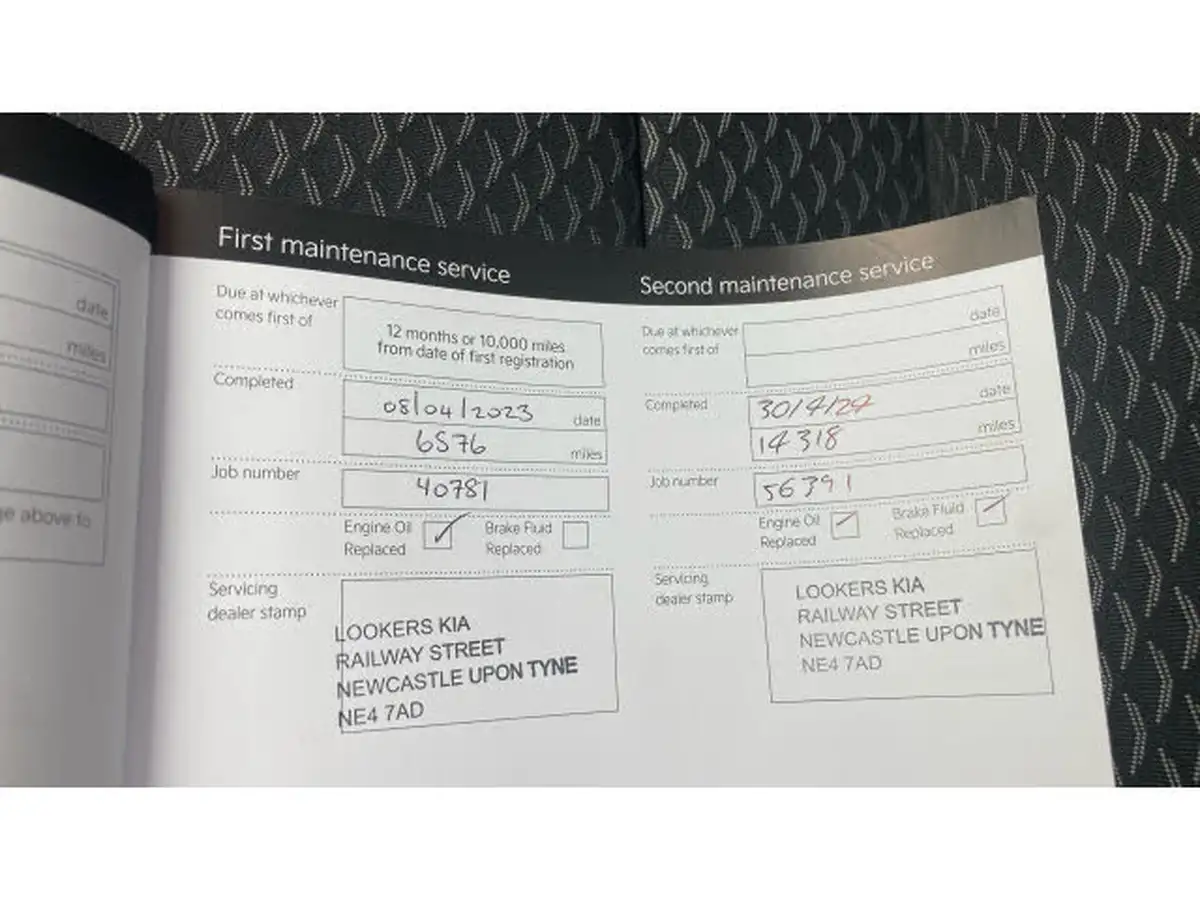 date
miles
ge above to
First maintenance service
Due at whichever
comes first of
12 months or 10,000 miles
from date of first registration
Completed
08/04/2023 date
6576 miles
Job number
40781
Engine Oil
Replaced
Brake Fluid
Replaced
Servicing
dealer stamp
LOOKERS KIA
RAILWAY STREET
NEWCASTLE UPON TYNE
NE4 7AD
Second maintenance service
Due at whichever
comes first of
date
miles
Completed
30/4/24 date
14318 miles
Job number
56391
Engine Oil
Replaced
Brake Fluid
Replaced
Servicing
dealer stamp
LOOKERS KIA
RAILWAY STREET
NEWCASTLE UPON TYNE
NE4 7AD